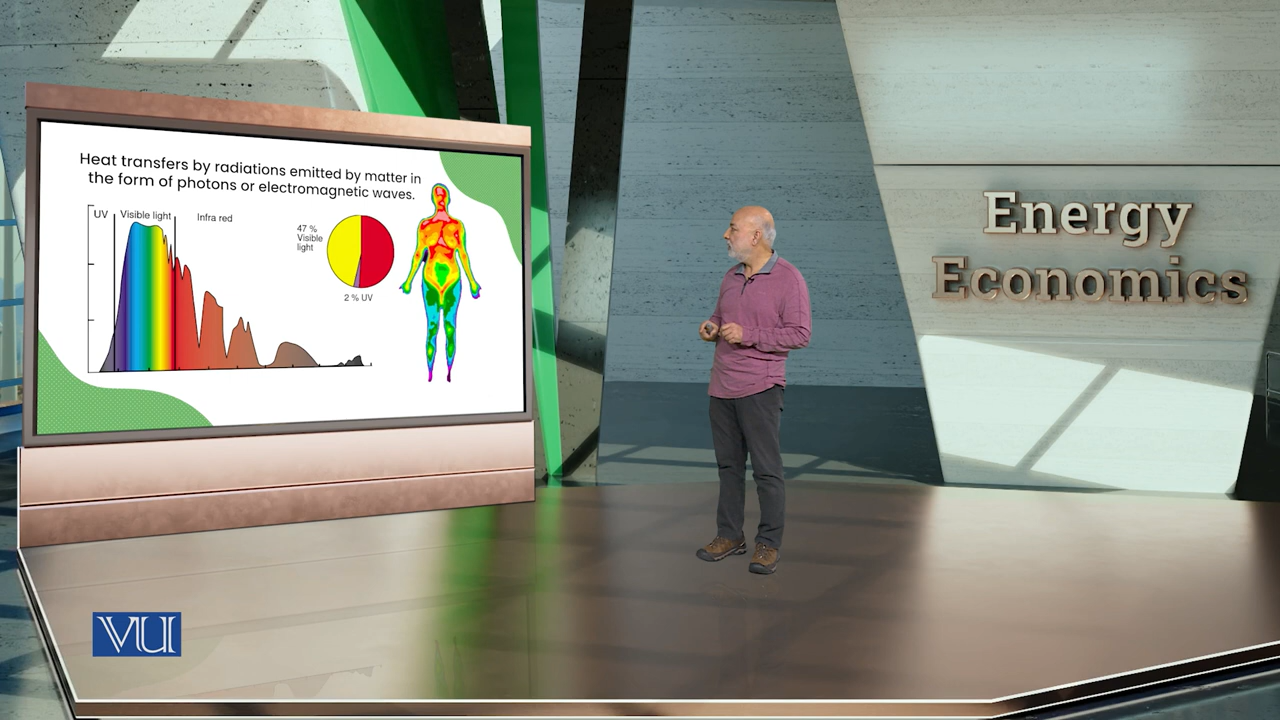 Heat transfers by radiations emitted by matter in
the form of photons or electromagnetic waves.
UV
Visible light
Infra red
47 %
Visible
light
2 % UV
Energy
Economics
VU